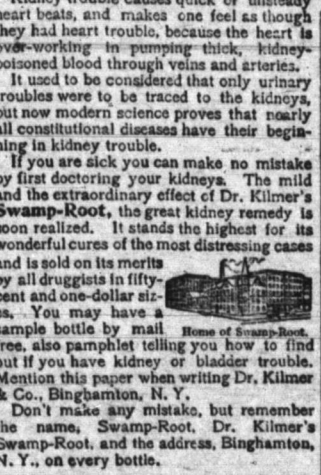 Kidney trouble causes quick or unsteady
heart beats, and makes one feel as though
they had heart trouble, because the heart is
over-working in pumping thick, kidney-
poisoned blood through veins and arteries.
It used to be considered that only urinary
troubles were to be traced to the kidneys,
but now modern science proves that nearly
all constitutional diseases have their begin-
ning in kidney trouble.
If you are sick you can make no mistake
by first doctoring your kidneys. The mild
and the extraordinary effect of Dr. Kilmer's
Swamp-Root, the great kidney remedy is
soon realized. It stands the highest for its
wonderful cures of the most distressing cases
and is sold on its merits
by all druggists in fifty-
cent and one-dollar siz-
es. You may have a
sample bottle by mail
Home of Swamp-Root.
free, also pamphlet telling you how to find
out if you have kidney or bladder trouble.
Mention this paper when writing Dr. Kilmer
& Co., Binghamton, N. Y.
Don't make any mistake, but remember
the name, Swamp-Root, Dr. Kilmer's
Swamp-Root, and the address, Binghamton,
N. Y., on every bottle.